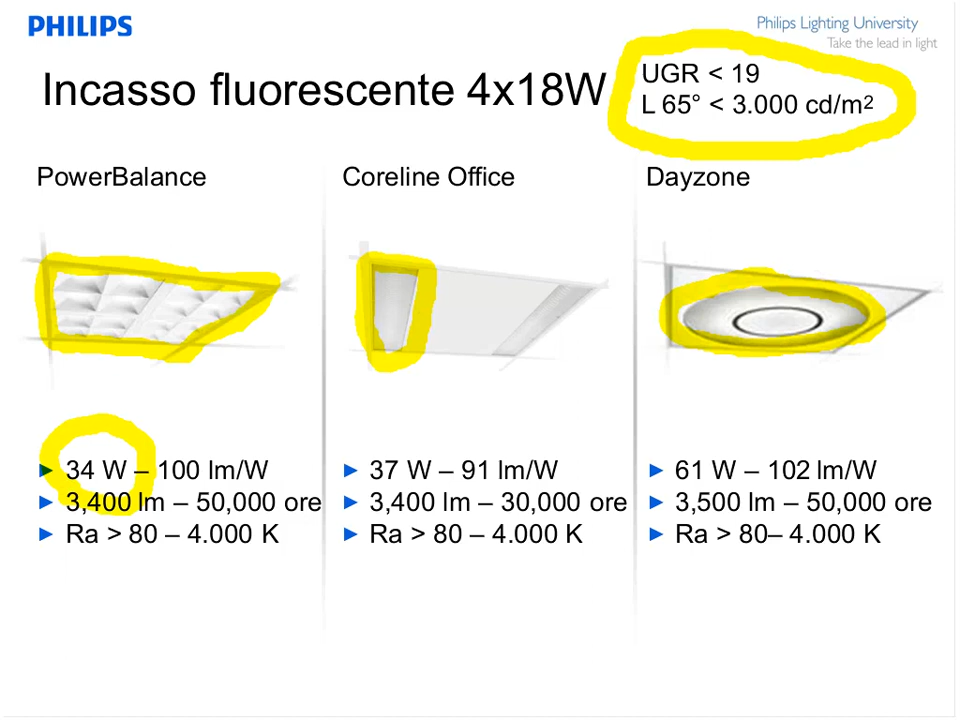 PHILIPS
Philips Lighting University
Take the lead in light
Incasso fluorescente 4x18W
UGR < 19
L 65° < 3.000 cd/m2
PowerBalance
Coreline Office
Dayzone
► 34 W – 100 lm/W
► 3,400 lm – 50,000 ore
► Ra > 80 – 4.000 K
► 37 W – 91 lm/W
► 3,400 lm – 30,000 ore
► Ra > 80 – 4.000 K
► 61 W – 102 lm/W
► 3,500 lm – 50,000 ore
► Ra > 80– 4.000 K